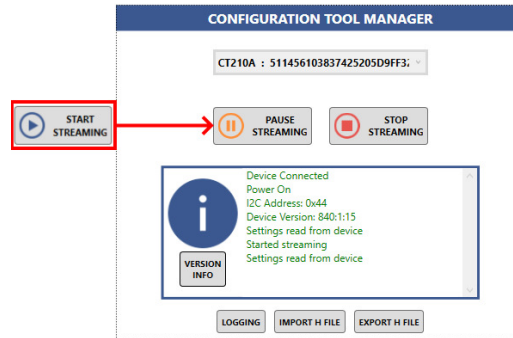 CONFIGURATION TOOL MANAGER
CT210A : 511456103837425205D9FF3
START
STREAMING
PAUSE
STREAMING
STOP
STREAMING
Device Connected
Power On
I2C Address: 0x44
Device Version: 840:1:15
Settings read from device
Started streaming
Settings read from device
i
VERSION
INFO
LOGGING
IMPORT H FILE
EXPORT H FILE